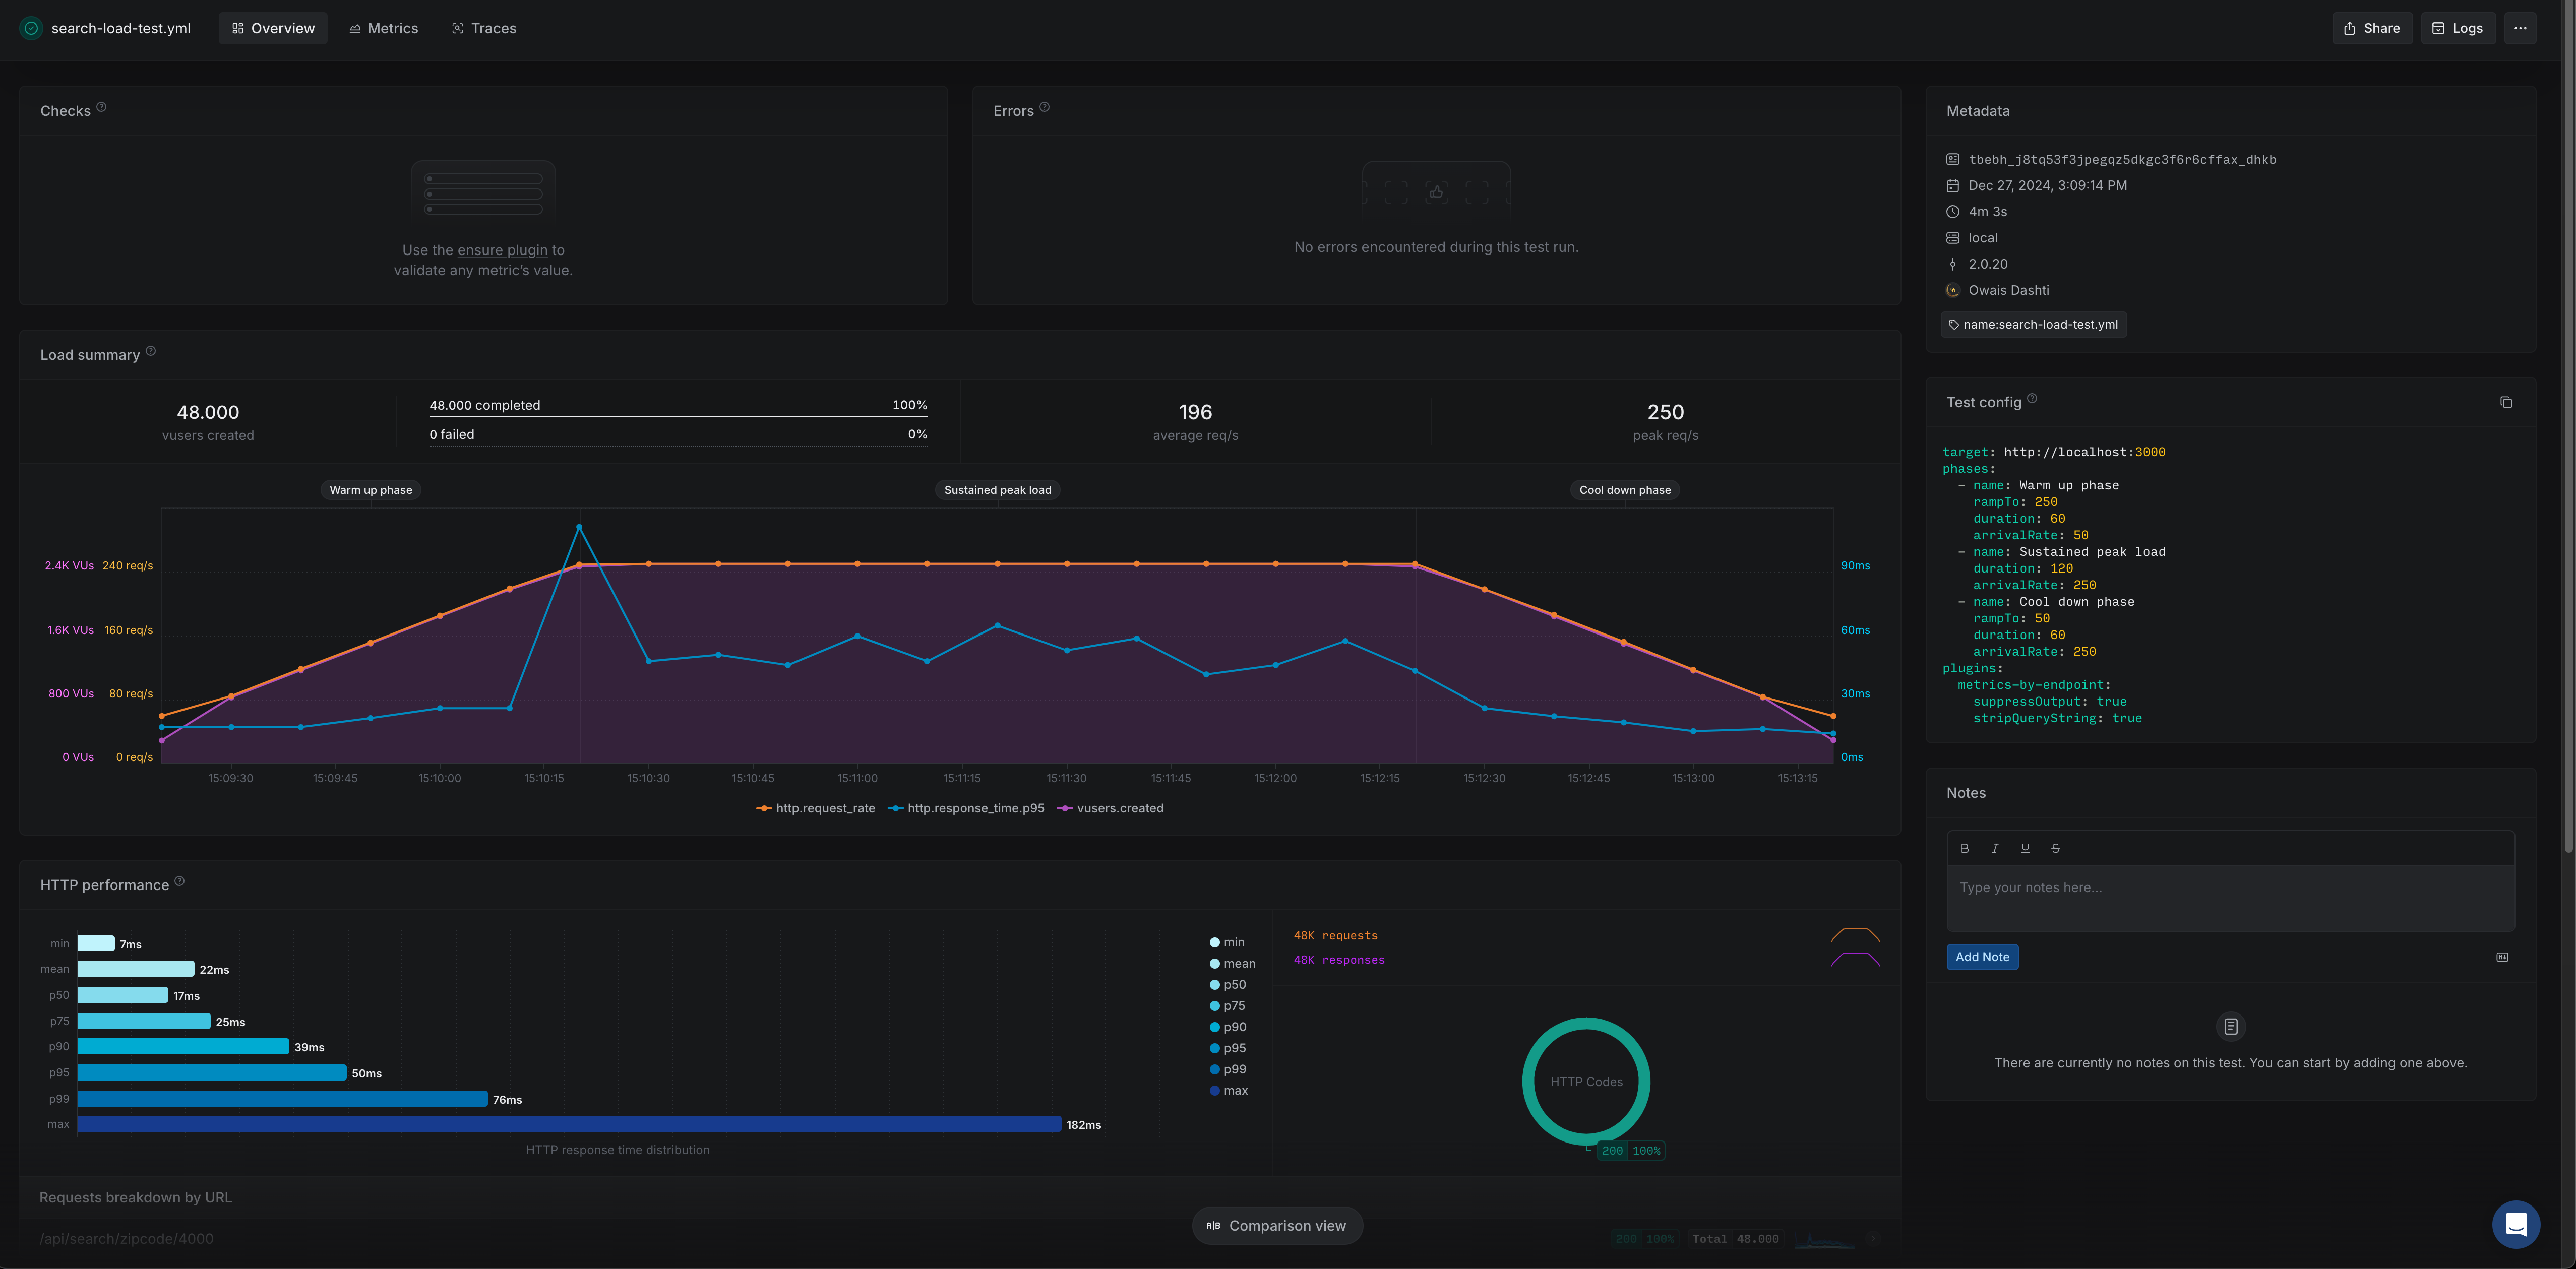 search-load-test.yml
Overview
Metrics
Traces
Share
Logs
Checks
Use the ensure plugin to
validate any metric's value.
Errors
No errors encountered during this test run.
Metadata
tbebh_j8tq53f3jpegqz5dkgc3f6r6cffax_dhkb
Dec 27, 2024, 3:09:14 PM
4m 3s
local
2.0.20
Owais Dashti
name:search-load-test.yml
Load summary
48.000
vusers created
48.000 completed 100%
0 failed 0%
196
average req/s
250
peak req/s
Warm up phase
Sustained peak load
Cool down phase
2.4K VUs 240 req/s 90ms
1.6K VUs 160 req/s 60ms
800 VUs 80 req/s 30ms
0 VUs 0 req/s 0ms
15:09:30 15:09:45 15:10:00 15:10:15 15:10:30 15:10:45 15:11:00 15:11:15 15:11:30 15:11:45 15:12:00 15:12:15 15:12:30 15:12:45 15:13:00 15:13:15
http.request_rate http.response_time.p95 vusers.created
Test config
target: http://localhost:3000
phases:
- name: Warm up phase
rampTo: 250
duration: 60
arrivalRate: 50
- name: Sustained peak load
duration: 120
arrivalRate: 250
- name: Cool down phase
rampTo: 50
duration: 60
arrivalRate: 250
plugins:
metrics-by-endpoint:
suppressOutput: true
stripQueryString: true
Notes
B I U S
Type your notes here...
Add Note
There are currently no notes on this test. You can start by adding one above.
HTTP performance
min 7ms
mean 22ms
p50 17ms
p75 25ms
p90 39ms
p95 50ms
p99 76ms
max 182ms
HTTP response time distribution
min
mean
p50
p75
p90
p95
p99
max
48K requests
48K responses
HTTP Codes
200 100%
Requests breakdown by URL
/api/search/zipcode/4000
200 100% Total 48.000
A|B Comparison view